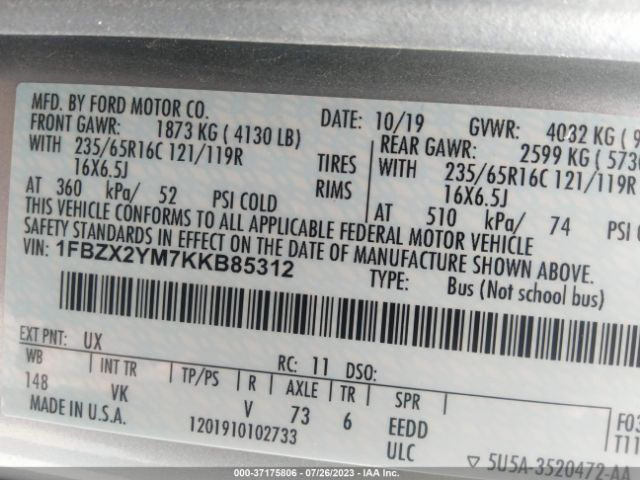 MFD. BY FORD MOTOR CO.
DATE: 10/19 GVWR: 4032 KG (
FRONT GAWR: 1873 KG ( 4130 LB)
REAR GAWR: 2599 KG ( 573
WITH 235/65R16C 121/119R TIRES
WITH 235/65R16C 121/119R
16X6.5J RIMS
16X6.5J
AT 360 kPa/ 52 PSI COLD
AT 510 kPa/ 74 PSI
THIS VEHICLE CONFORMS TO ALL APPLICABLE FEDERAL MOTOR VEHICLE
SAFETY STANDARDS IN EFFECT ON THE DATE OF MANUFACTURE SHOWN ABOVE.
VIN: 1FBZX2YM7KKB85312
TYPE: Bus (Not school bus)
EXT PNT: UX RC: 11 DSO:
WB INT TR TP/PS R AXLE TR SPR
148 VK V 73 6 EEDD
MADE IN U.S.A. 1201910102733 ULC
F03
T11
▽ 5U5A-3520472-AA
(000-37175806 - 07/26/2023 - IAA Inc.)